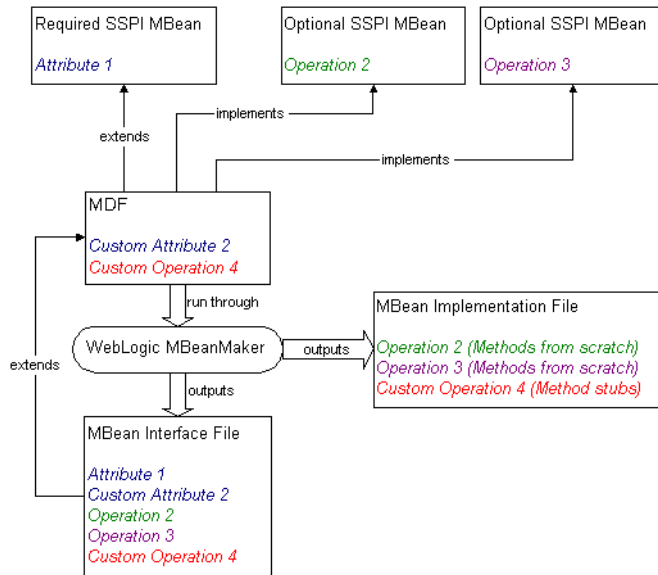 Required SSPI MBean
Attribute 1
Optional SSPI MBean
Operation 2
Optional SSPI MBean
Operation 3
implements
extends
implements
MDF
Custom Attribute 2
Custom Operation 4
run through
WebLogic MBeanMaker
outputs
MBean Implementation File
Operation 2 (Methods from scratch)
Operation 3 (Methods from scratch)
Custom Operation 4 (Method stubs)
extends
outputs
MBean Interface File
Attribute 1
Custom Attribute 2
Operation 2
Operation 3
Custom Operation 4